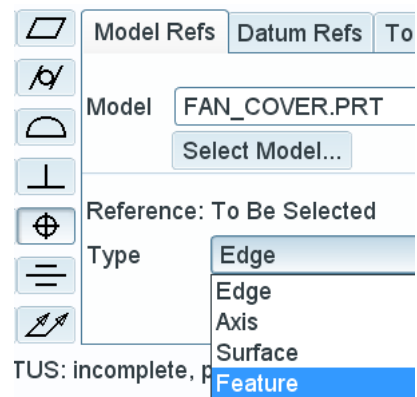 Model Refs Datum Refs To
Model FAN_COVER.PRT
Select Model...
Reference: To Be Selected
Type Edge
Edge
Axis
Surface
TUS: incomplete, p
Feature